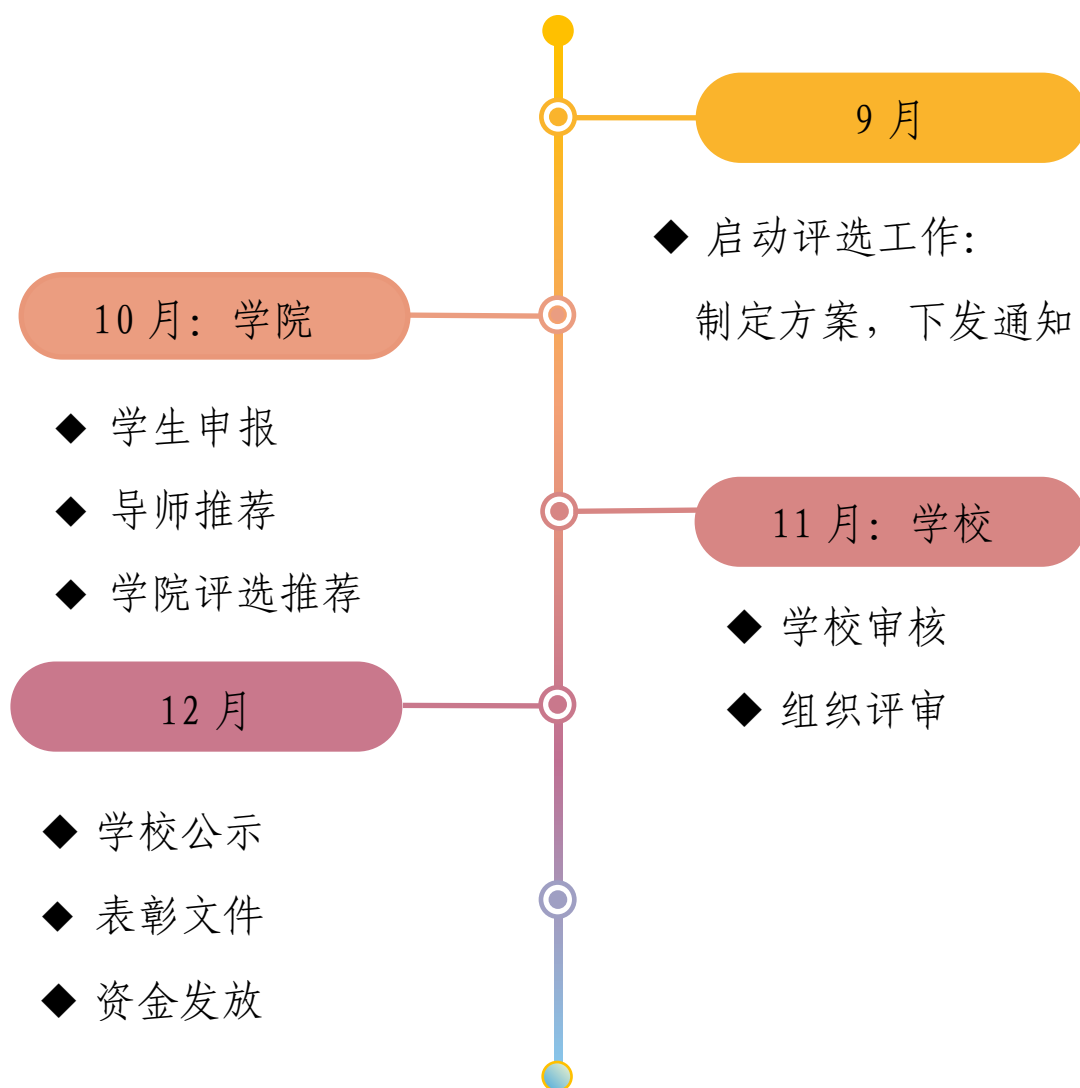 9 月
◆ 启动评选工作：
制定方案，下发通知
10 月：学院
◆ 学生申报
◆ 导师推荐
◆ 学院评选推荐
11 月：学校
◆ 学校审核
◆ 组织评审
12 月
◆ 学校公示
◆ 表彰文件
◆ 资金发放